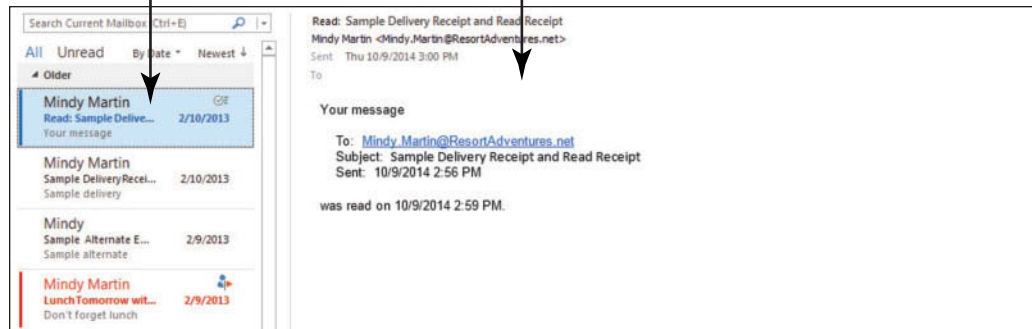 Search Current Mailbox (Ctrl+E)
All Unread By Date Newest
Older
Mindy Martin
Read: Sample Delive... 2/10/2013
Your message
Mindy Martin
Sample DeliveryRecei... 2/10/2013
Sample delivery
Mindy
Sample Alternate E... 2/9/2013
Sample alternate
Mindy Martin
LunchTomorrow wit... 2/9/2013
Don't forget lunch
Read: Sample Delivery Receipt and Read Receipt
Mindy Martin <Mindy.Martin@ResortAdventures.net>
Sent Thu 10/9/2014 3:00 PM
To
Your message
To: Mindy.Martin@ResortAdventures.net
Subject: Sample Delivery Receipt and Read Receipt
Sent: 10/9/2014 2:56 PM
was read on 10/9/2014 2:59 PM.